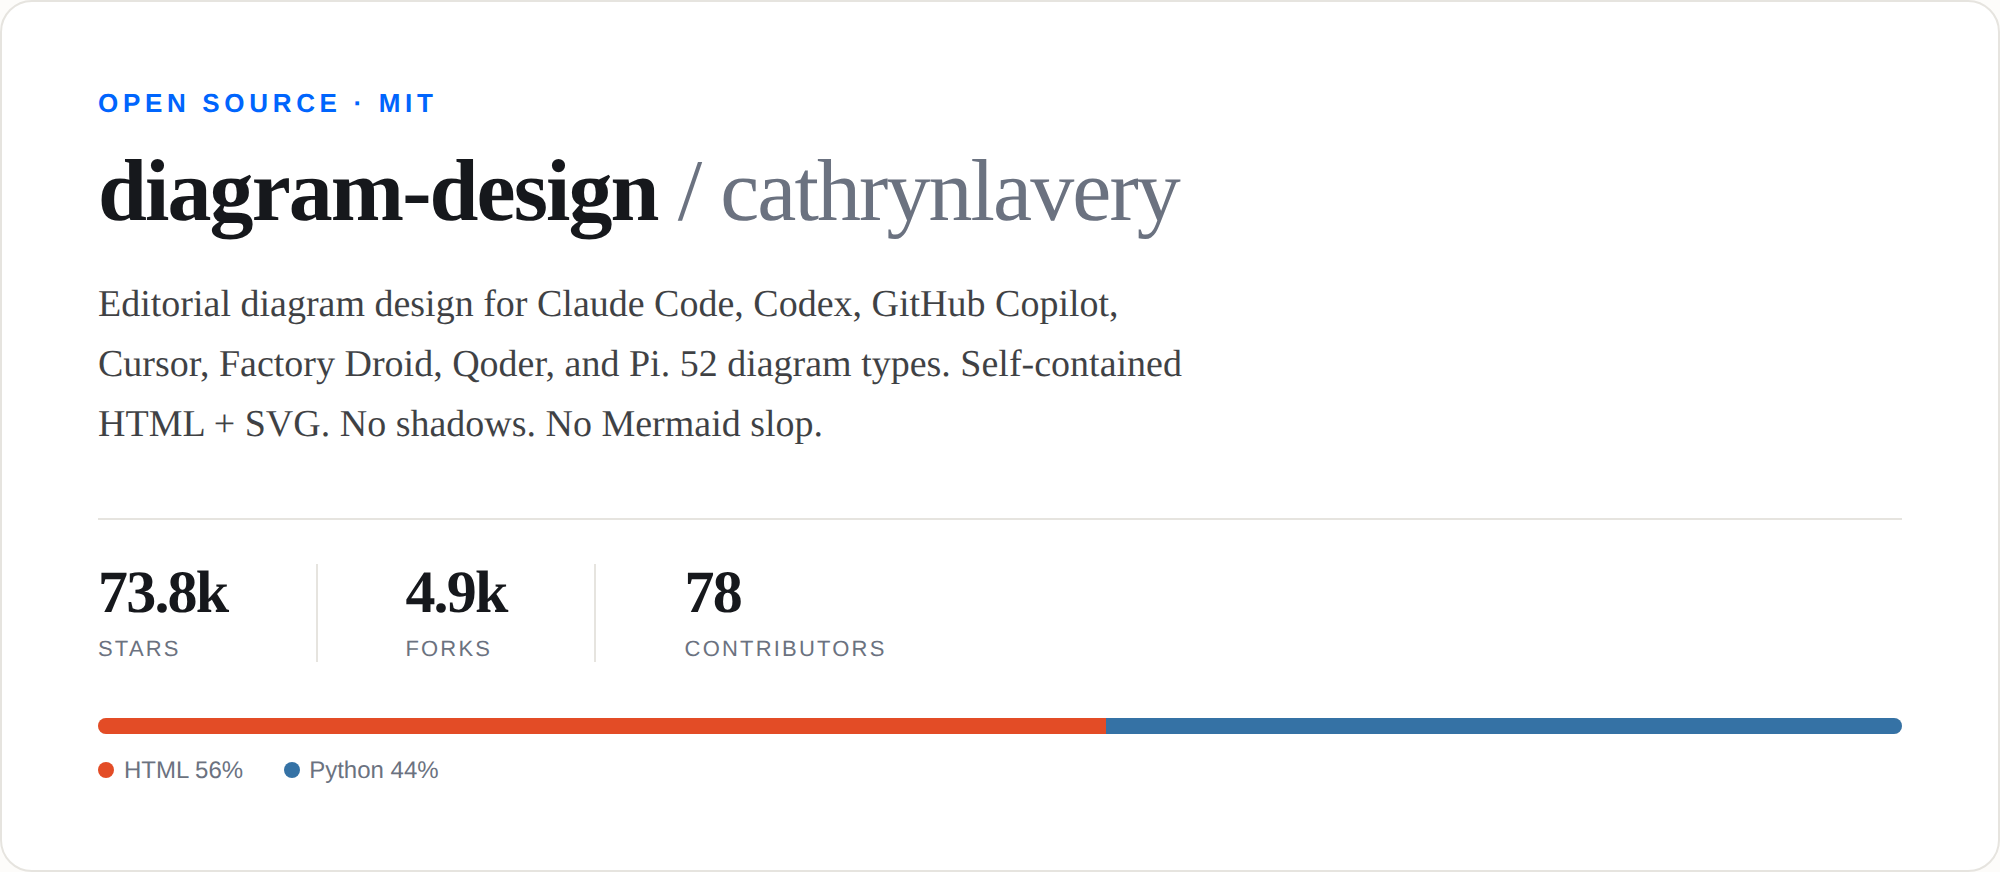 OPEN SOURCE · MIT
diagram-design / cathrynlavery
Editorial diagram design for Claude Code, Codex, GitHub Copilot,
Cursor, Factory Droid, Qoder, and Pi. 52 diagram types. Self-contained
HTML + SVG. No shadows. No Mermaid slop.
73.8k 4.9k 78
STARS FORKS CONTRIBUTORS
HTML 56% Python 44%